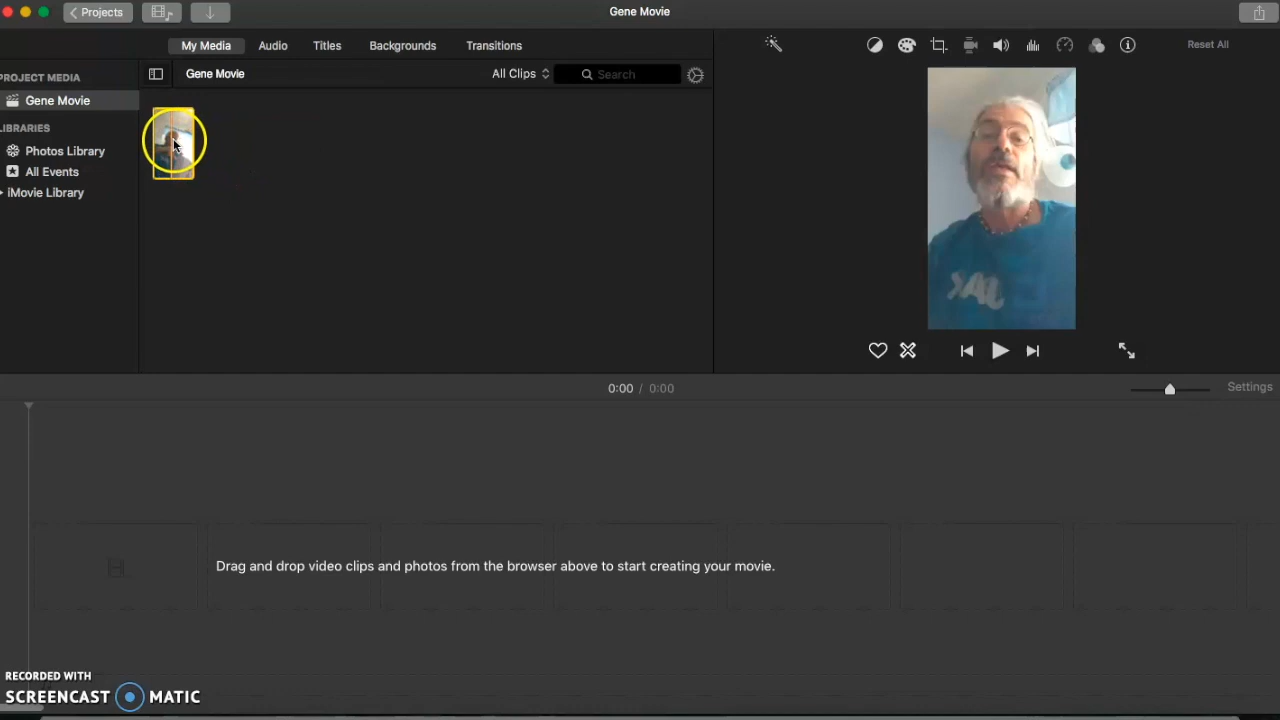 Projects
Gene Movie
My Media
Audio
Titles
Backgrounds
Transitions
Reset All
PROJECT MEDIA
Gene Movie
LIBRARIES
Photos Library
All Events
iMovie Library
Gene Movie
All Clips
Search
0:00 / 0:00
Settings
Drag and drop video clips and photos from the browser above to start creating your movie.
RECORDED WITH
SCREENCAST MATIC